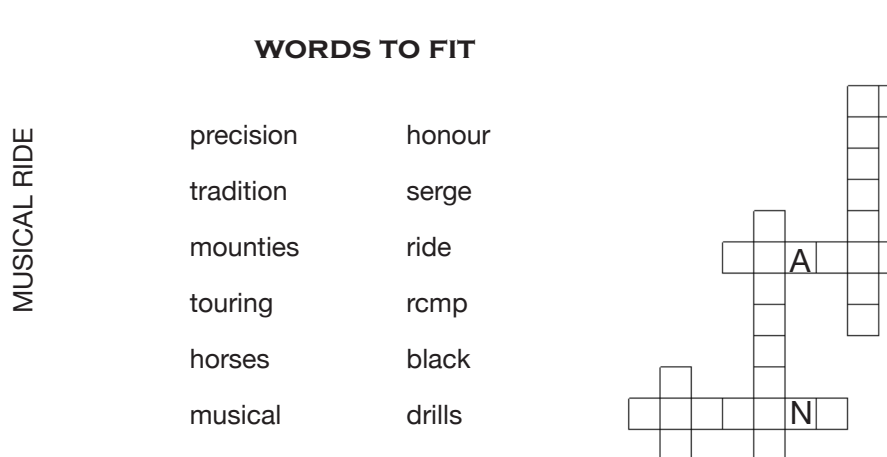 WORDS TO FIT
MUSICAL RIDE
precision honour
tradition serge
mounties ride
A
touring rcmp
horses black
musical drills
N